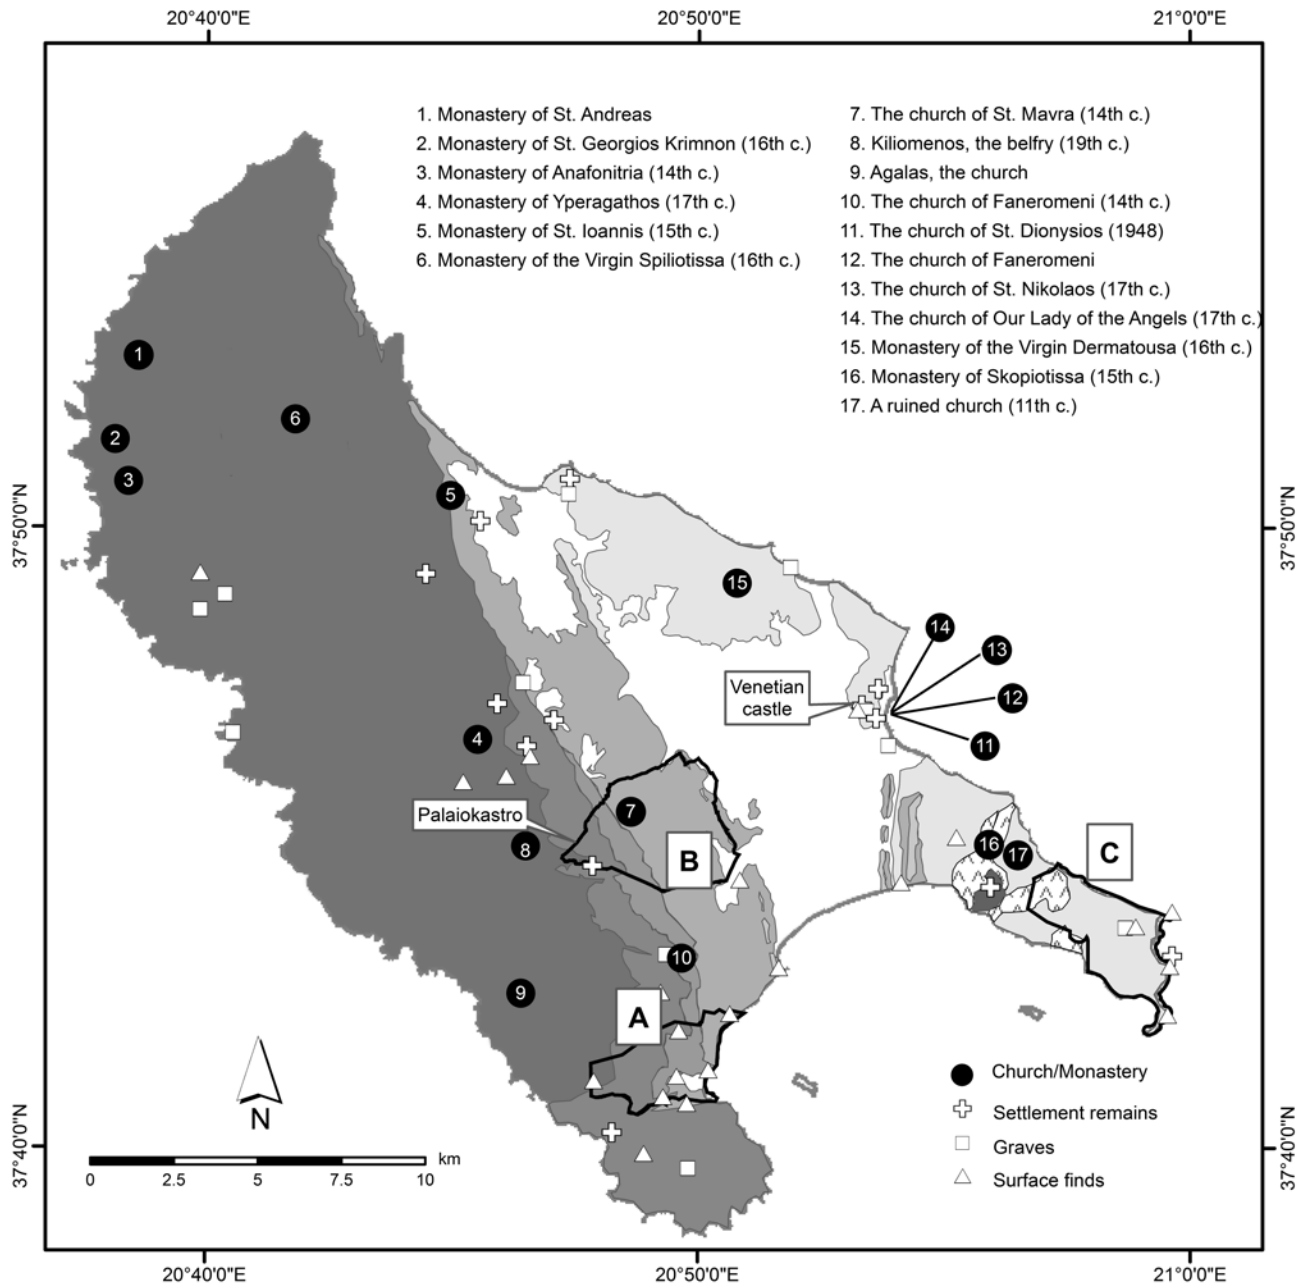 20°40'0"E
20°50'0"E
21°0'0"E
1. Monastery of St. Andreas
2. Monastery of St. Georgios Krimnon (16th c.)
3. Monastery of Anafonitria (14th c.)
4. Monastery of Yperagathos (17th c.)
5. Monastery of St. Ioannis (15th c.)
6. Monastery of the Virgin Spiliotissa (16th c.)
7. The church of St. Mavra (14th c.)
8. Kiliomenos, the belfry (19th c.)
9. Agalas, the church
10. The church of Faneromeni (14th c.)
11. The church of St. Dionysios (1948)
12. The church of Faneromeni
13. The church of St. Nikolaos (17th c.)
14. The church of Our Lady of the Angels (17th c.)
15. Monastery of the Virgin Dermatousa (16th c.)
16. Monastery of Skopiotissa (15th c.)
17. A ruined church (11th c.)
1
6
2
3
5
37°50'0"N
37°50'0"N
15
14
13
12
11
Venetian
castle
4
Palaiokastro
7
8
B
16
17
C
10
9
A
N
Church/Monastery
Settlement remains
Graves
Surface finds
37°40'0"N
37°40'0"N
km
0
2.5
5
7.5
10
20°40'0"E
20°50'0"E
21°0'0"E